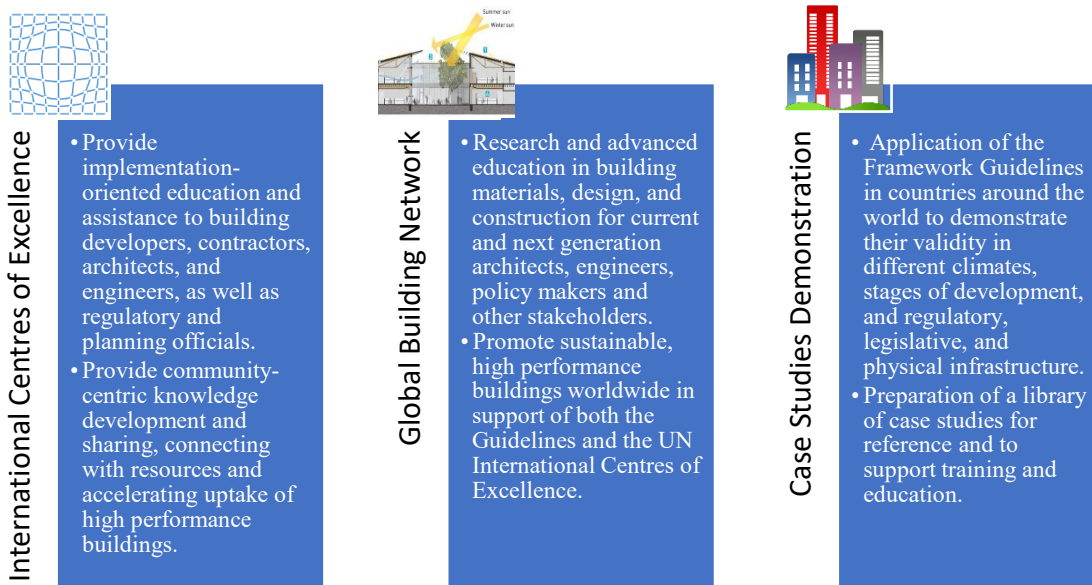 International Centres of Excellence
• Provide
implementation-
oriented education and
assistance to building
developers, contractors,
architects, and
engineers, as well as
regulatory and
planning officials.
• Provide community-
centric knowledge
development and
sharing, connecting
with resources and
accelerating uptake of
high performance
buildings.
Summer sun
Winter sun
Global Building Network
• Research and advanced
education in building
materials, design, and
construction for current
and next generation
architects, engineers,
policy makers and
other stakeholders.
• Promote sustainable,
high performance
buildings worldwide in
support of both the
Guidelines and the UN
International Centres of
Excellence.
Case Studies Demonstration
• Application of the
Framework Guidelines
in countries around the
world to demonstrate
their validity in
different climates,
stages of development,
and regulatory,
legislative, and
physical infrastructure.
• Preparation of a library
of case studies for
reference and to
support training and
education.